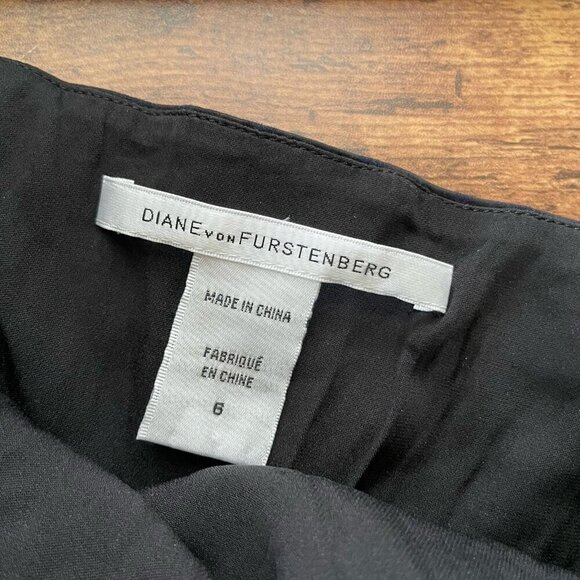 DIANE VON FURSTENBERG
MADE IN CHINA
FABRIQUÉ
EN CHINE
6